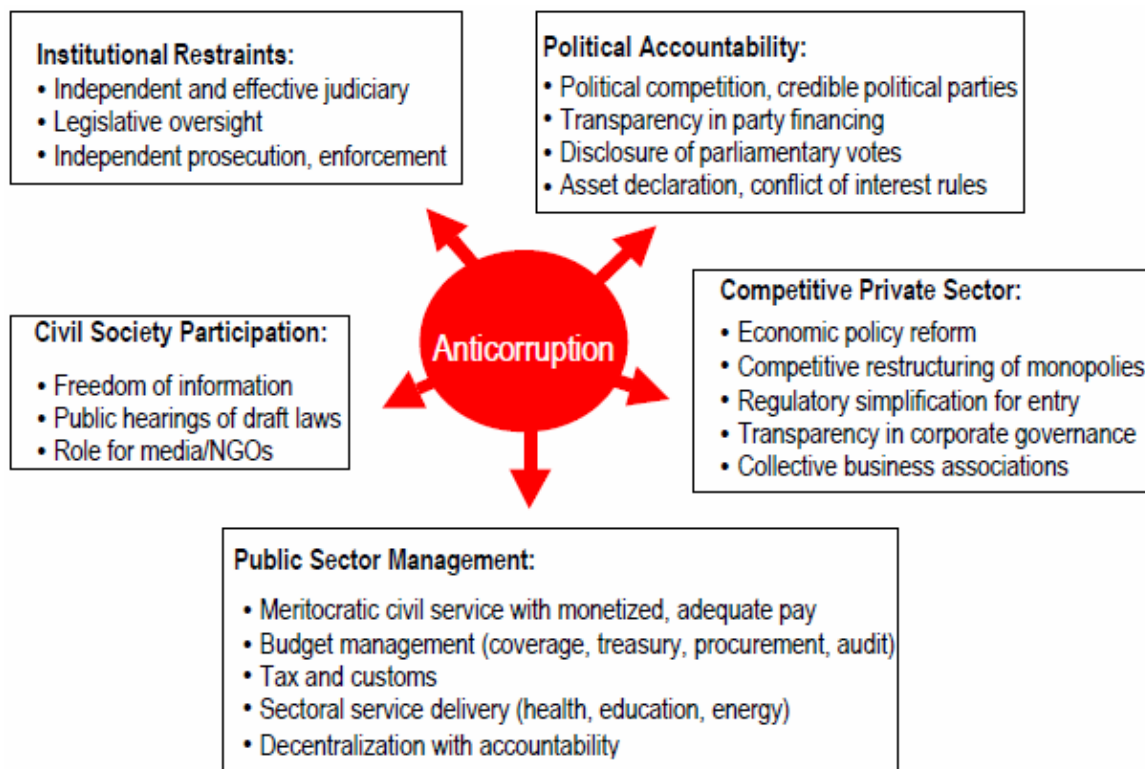 Institutional Restraints:
• Independent and effective judiciary
• Legislative oversight
• Independent prosecution, enforcement
Political Accountability:
• Political competition, credible political parties
• Transparency in party financing
• Disclosure of parliamentary votes
• Asset declaration, conflict of interest rules
Anticorruption
Civil Society Participation:
• Freedom of information
• Public hearings of draft laws
• Role for media/NGOs
Competitive Private Sector:
• Economic policy reform
• Competitive restructuring of monopolies
• Regulatory simplification for entry
• Transparency in corporate governance
• Collective business associations
Public Sector Management:
• Meritocratic civil service with monetized, adequate pay
• Budget management (coverage, treasury, procurement, audit)
• Tax and customs
• Sectoral service delivery (health, education, energy)
• Decentralization with accountability